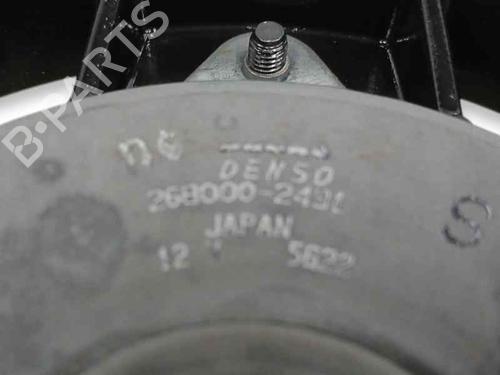 B-PARTS
DENSO
268000-2491
JAPAN
12 V 5G22
S